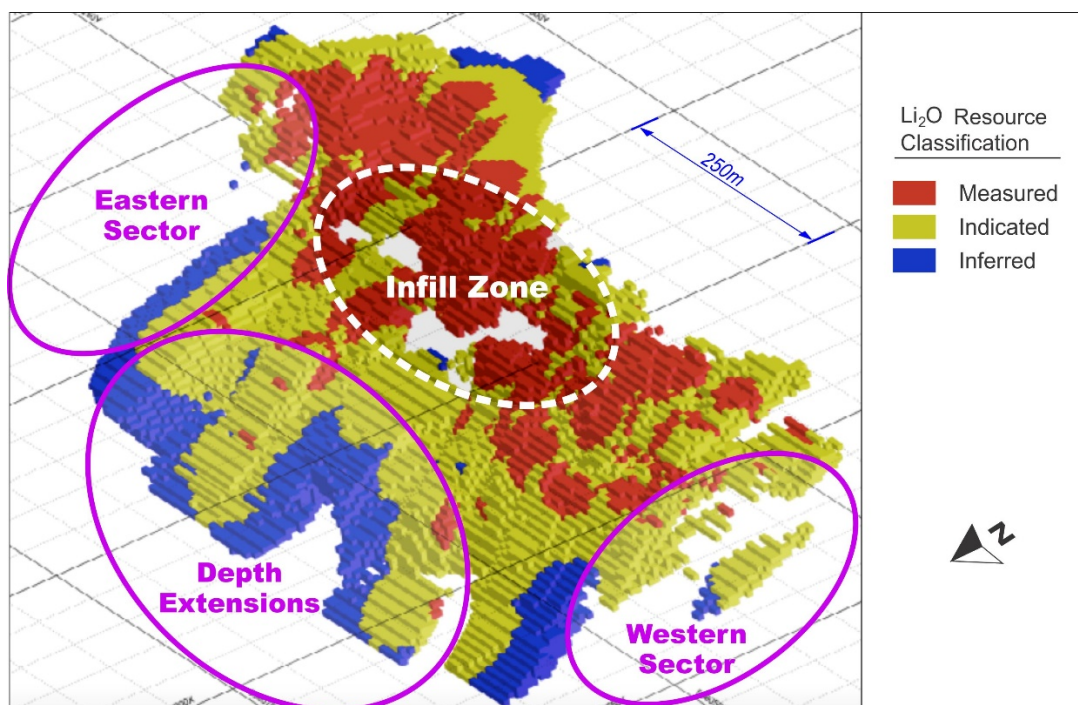 Eastern
Sector
Infill Zone
Depth
Extensions
Western
Sector
250m
Li₂O Resource
Classification
Measured
Indicated
Inferred
N